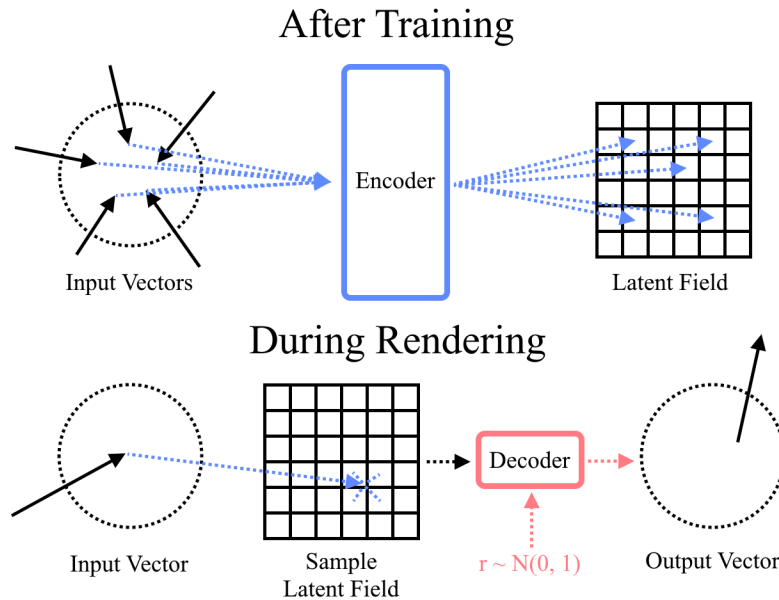 After Training
Encoder
Input Vectors
Latent Field
During Rendering
Decoder
Input Vector
Sample
Latent Field
r ~ N(0, 1)
Output Vector